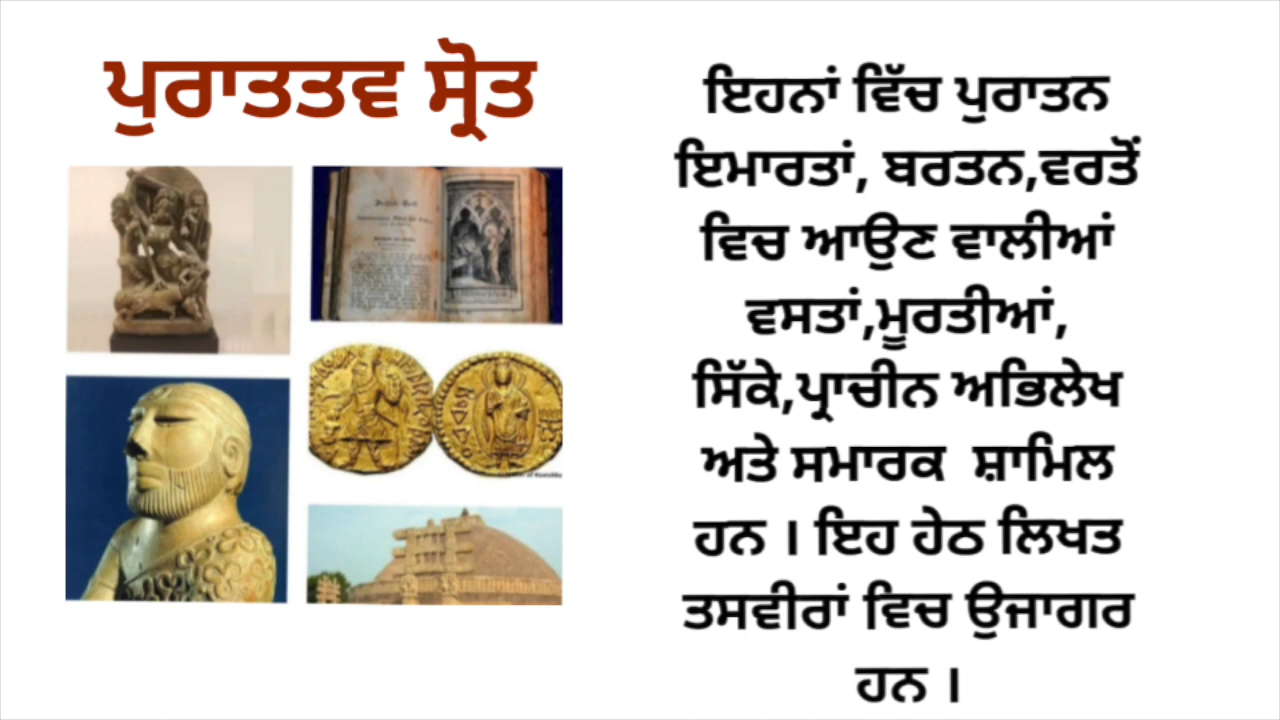 ਪੁਰਾਤਤਵ ਸ੍ਰੋਤ
ਇਹਨਾਂ ਵਿੱਚ ਪੁਰਾਤਨ
ਇਮਾਰਤਾਂ, ਬਰਤਨ,ਵਰਤੋਂ
ਵਿਚ ਆਉਣ ਵਾਲੀਆਂ
ਵਸਤਾਂ,ਮੂਰਤੀਆਂ,
ਸਿੱਕੇ,ਪ੍ਰਾਚੀਨ ਅਭਿਲੇਖ
ਅਤੇ ਸਮਾਰਕ  ਸ਼ਾਮਿਲ
ਹਨ । ਇਹ ਹੇਠ ਲਿਖਤ
ਤਸਵੀਰਾਂ ਵਿਚ ਉਜਾਗਰ
ਹਨ ।